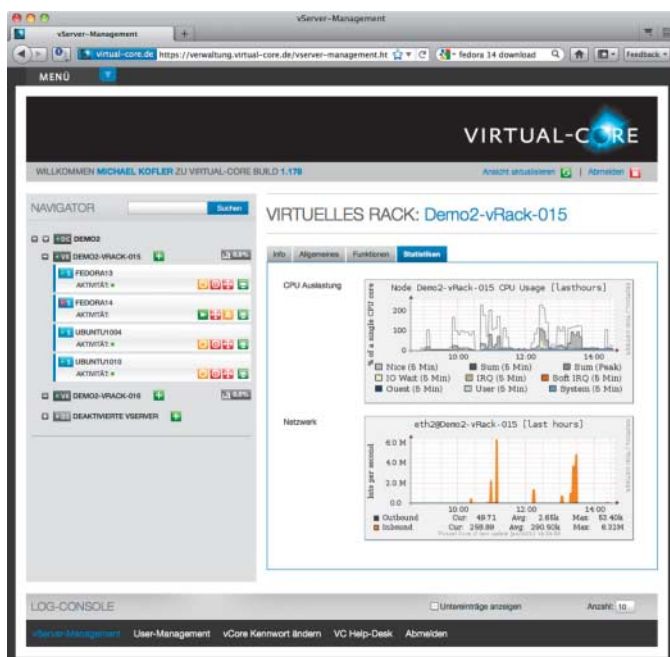 vServer-Management
vServer-Management
virtual-core.de https://verwaltung.virtual-core.de/vserver-management.ht
fedora 14 download
Feedback
MENÜ
VIRTUAL-CORE
WILLKOMMEN MICHAEL KOFLER ZU VIRTUAL-CORE BUILD 1.178
Ansicht aktualisieren | Abmelden
NAVIGATOR
Suchen
VIRTUELLES RACK: Demo2-vRack-015
Info Allgemeines Funktionen Statistiken
DEMO2
DEMO2-VRACK-015
FEDORA13
AKTIVITÄT:
FEDORA14
AKTIVITÄT:
UBUNTU1004
AKTIVITÄT:
UBUNTU1010
AKTIVITÄT:
DEMO2-VRACK-016
DEAKTIVIERTE VSERVER
CPU Auslastung
Node Demo2-vRack-015 CPU Usage [lasthours]
% of a single CPU core
200
100
0
10:00 12:00 14:00
Nice (5 Min) Sum (5 Min) Sum (Peak)
IO Wait (5 Min) IRQ (5 Min) Soft IRQ (5 Min)
Guest (5 Min) User (5 Min) System (5 Min)
Netzwerk
eth2@Demo2-vRack-015 [last hours]
bits per second
6.0 M
4.0 M
2.0 M
0.0
10:00 12:00 14:00
Outbound Cur: 49.71 Avg: 2.65k Max: 53.40k
Inbound Cur: 258.89 Avg: 290.50k Max: 6.32M
LOG-CONSOLE
Untereinträge anzeigen
Anzahl: 10
vServer-Management User-Management vCore Kennwort ändern VC Help-Desk Abmelden